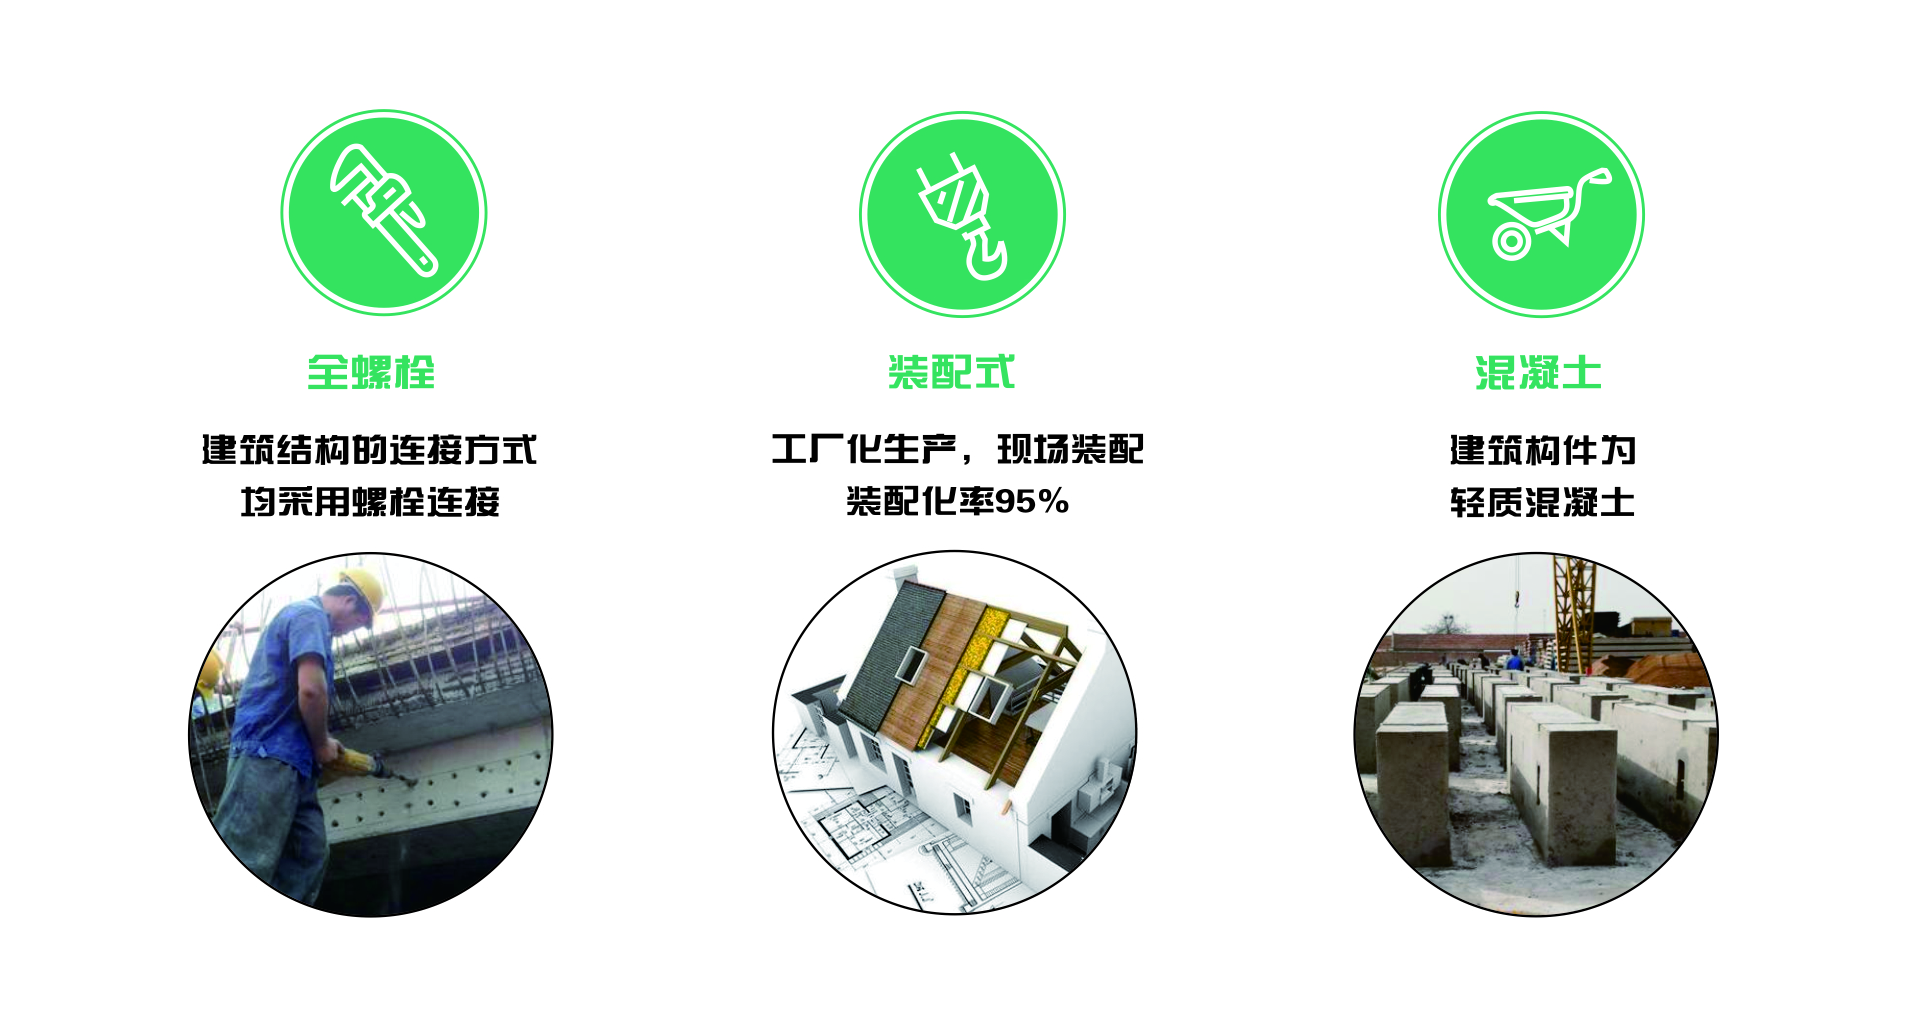 全螺栓
建筑结构的连接方式
均采用螺栓连接
装配式
工厂化生产，现场装配
装配化率95%
混凝土
建筑构件为
轻质混凝土